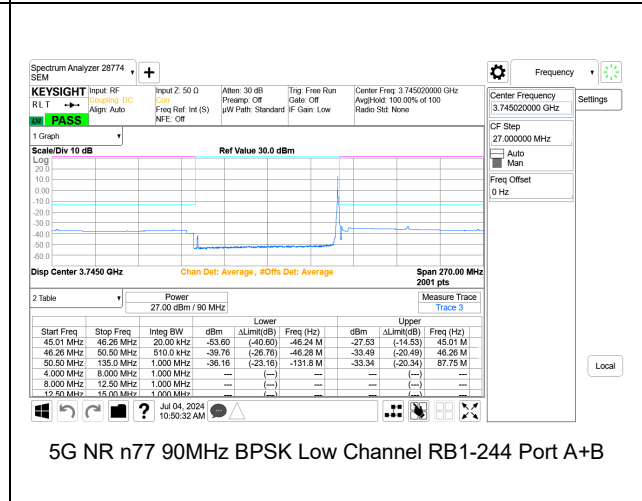 Spectrum Analyzer 28774
SEM
KEYSIGHT
RLT
LXI PASS
Input: RF
Coupling: DC
Align: Auto
Input Z: 50 Ω
Corr
Freq Ref: Int (S)
NFE: Off
Atten: 30 dB
Preamp: Off
µW Path: Standard
Trig: Free Run
Gate: Off
IF Gain: Low
Center Freq: 3.745020000 GHz
Avg|Hold: 100.00% of 100
Radio Std: None
1 Graph
Scale/Div 10 dB
Ref Value 30.0 dBm
Log
20.0
10.0
0.00
-10.0
-20.0
-30.0
-40.0
-50.0
-60.0
Disp Center 3.7450 GHz
Chan Det: Average, #Offs Det: Average
Span 270.00 MHz
2001 pts
2 Table
Power
27.00 dBm / 90 MHz
Measure Trace
Trace 3
Lower Upper
Start Freq Stop Freq Integ BW dBm ΔLimit(dB) Freq (Hz) dBm ΔLimit(dB) Freq (Hz)
45.01 MHz 46.26 MHz 20.00 kHz -53.60 (-40.60) -46.24 M -27.53 (-14.53) 45.01 M
46.26 MHz 50.50 MHz 510.0 kHz -39.76 (-26.76) -46.28 M -33.49 (-20.49) 46.26 M
50.50 MHz 135.0 MHz 1.000 MHz -36.16 (-23.16) -131.8 M -33.34 (-20.34) 87.75 M
4.000 MHz 8.000 MHz 1.000 MHz --- (---) --- (---)
8.000 MHz 12.50 MHz 1.000 MHz --- (---) --- (---)
12.50 MHz 15.00 MHz 1.000 MHz --- (---) --- (---)
Jul 04, 2024
10:50:32 AM
Frequency
Center Frequency
3.745020000 GHz
CF Step
27.000000 MHz
Auto
Man
Freq Offset
0 Hz
Settings
Local
5G NR n77 90MHz BPSK Low Channel RB1-244 Port A+B